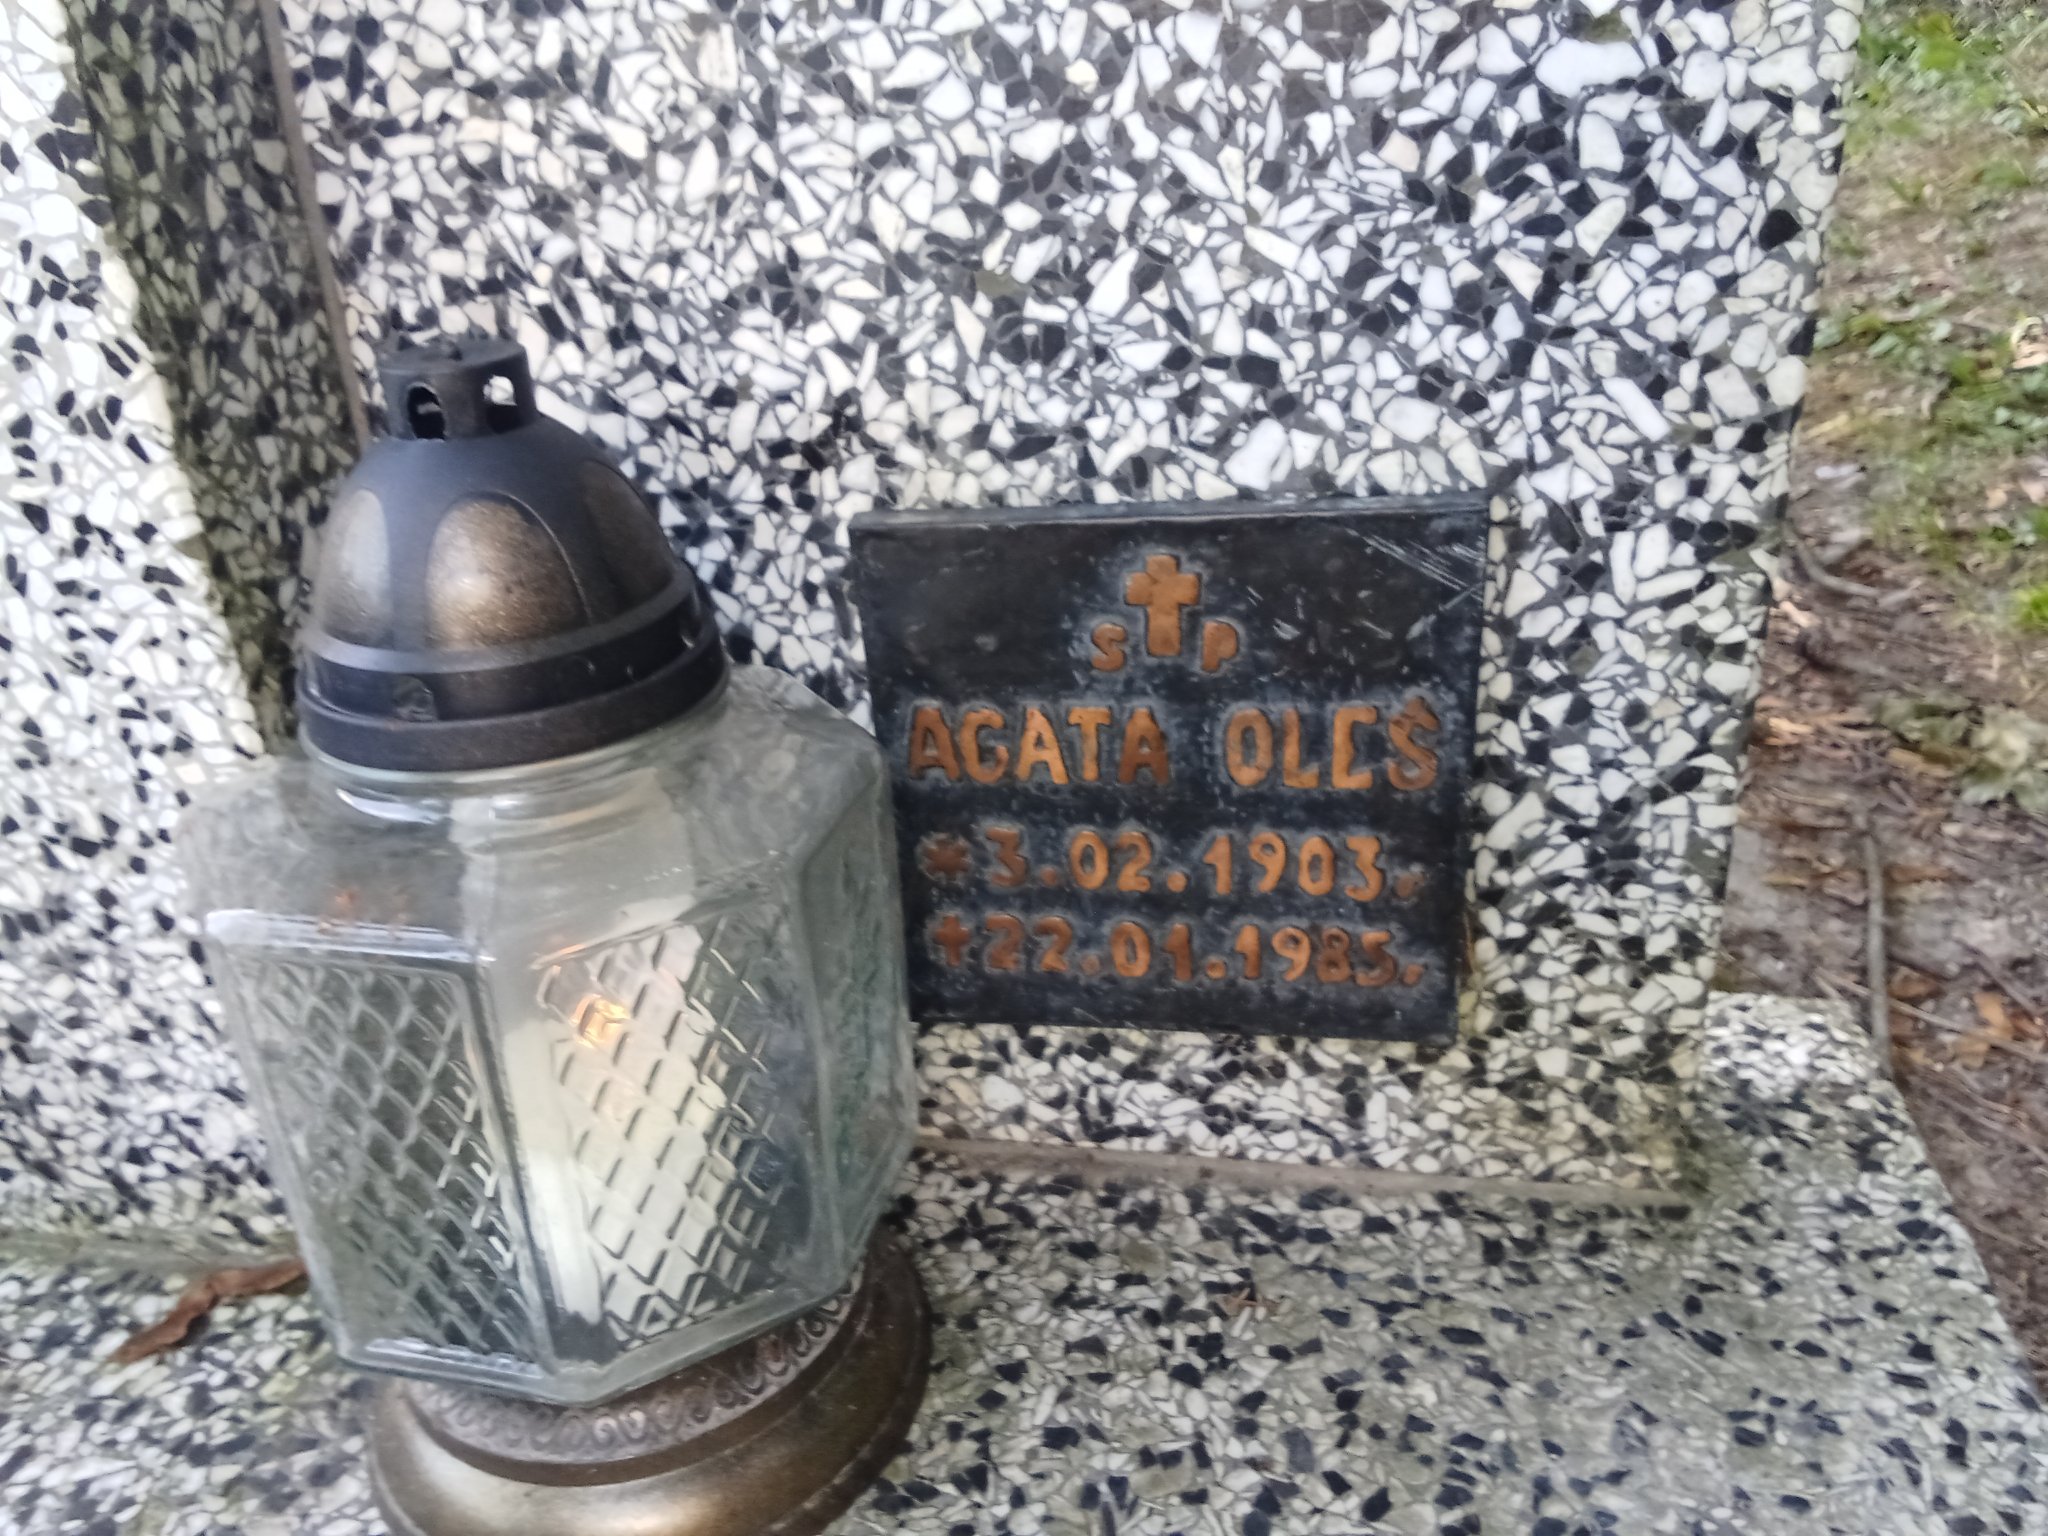 S P
AGATA OLEŚ
* 3.02.1903.
✝22.01.1985.